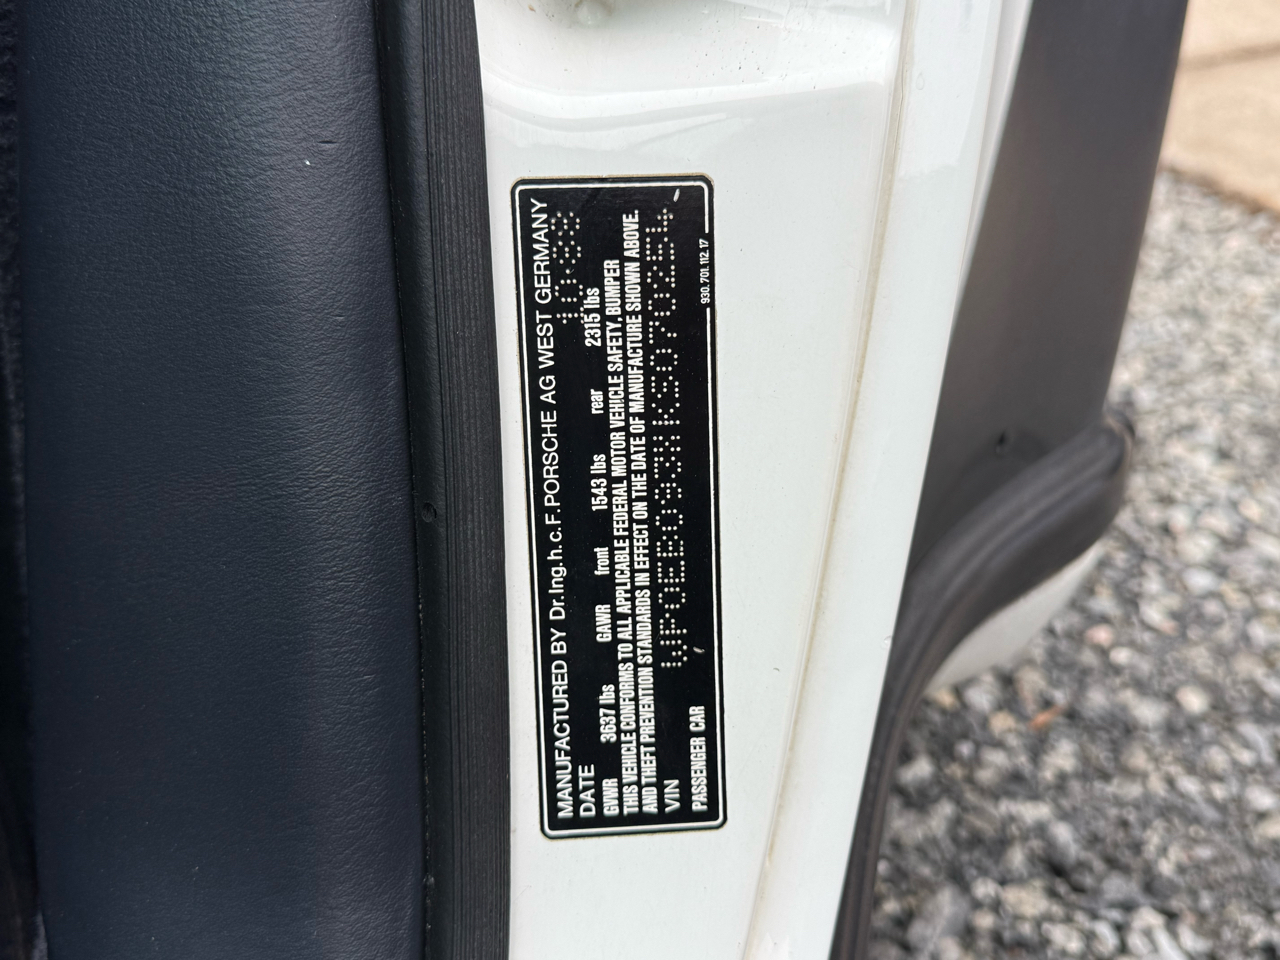 MANUFACTURED BY Dr.Ing.h.c.F.PORSCHE AG WEST GERMANY
DATE 10-88
GVWR 3637 lbs GAWR front 1543 lbs rear 2315 lbs
THIS VEHICLE CONFORMS TO ALL APPLICABLE FEDERAL MOTOR VEHICLE SAFETY, BUMPER
AND THEFT PREVENTION STANDARDS IN EFFECT ON THE DATE OF MANUFACTURE SHOWN ABOVE.
VIN WP0EB093XKS070254
PASSENGER CAR
930.701.112.17